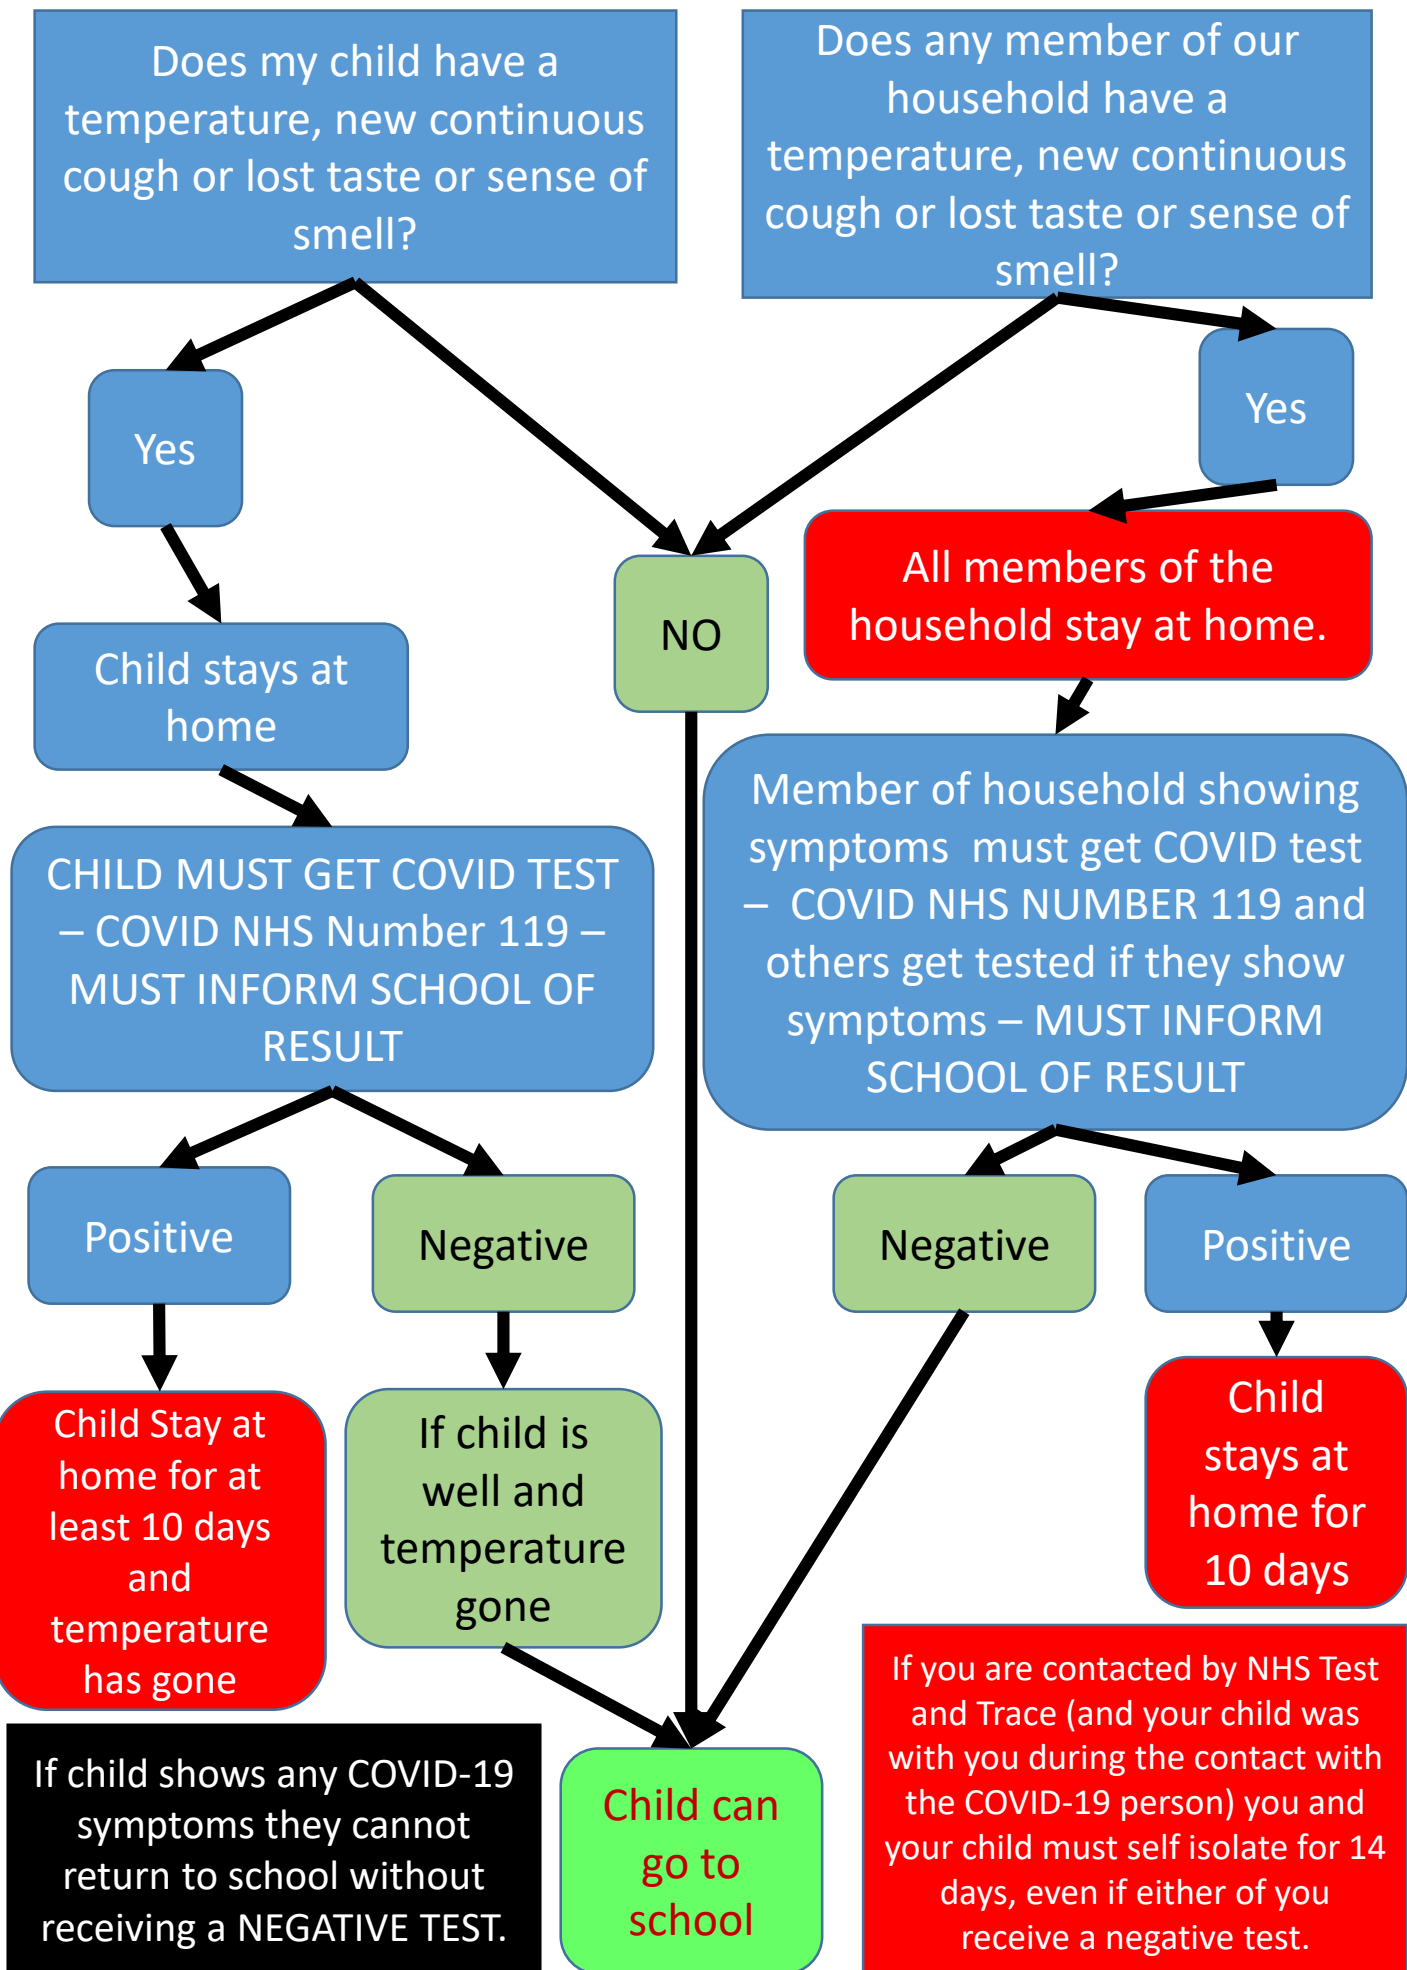 Does my child have a
temperature, new continuous
cough or lost taste or sense of
smell?
Does any member of our
household have a
temperature, new continuous
cough or lost taste or sense of
smell?
Yes
Yes
NO
All members of the
household stay at home.
Child stays at
home
Member of household showing
symptoms must get COVID test
– COVID NHS NUMBER 119 and
others get tested if they show
symptoms – MUST INFORM
SCHOOL OF RESULT
CHILD MUST GET COVID TEST
– COVID NHS Number 119 –
MUST INFORM SCHOOL OF
RESULT
Positive
Negative
Negative
Positive
Child Stay at
home for at
least 10 days
and
temperature
has gone
If child is
well and
temperature
gone
Child
stays at
home for
10 days
If child shows any COVID-19
symptoms they cannot
return to school without
receiving a NEGATIVE TEST.
Child can
go to
school
If you are contacted by NHS Test
and Trace (and your child was
with you during the contact with
the COVID-19 person) you and
your child must self isolate for 14
days, even if either of you
receive a negative test.